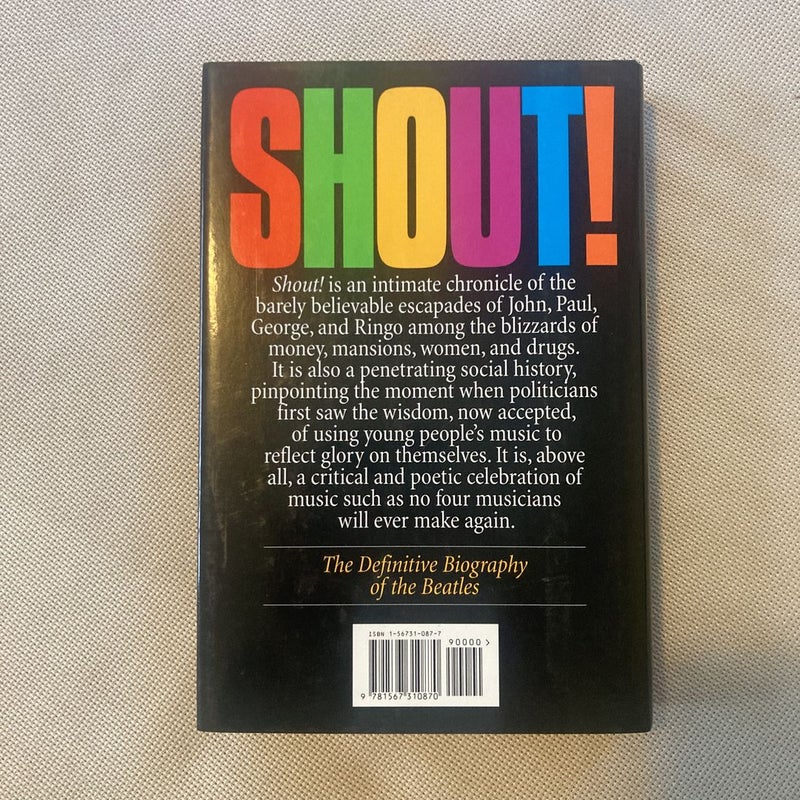 SHOUT!
Shout! is an intimate chronicle of the
barely believable escapades of John, Paul,
George, and Ringo among the blizzards of
money, mansions, women, and drugs.
It is also a penetrating social history,
pinpointing the moment when politicians
first saw the wisdom, now accepted,
of using young people's music to
reflect glory on themselves. It is, above
all, a critical and poetic celebration of
music such as no four musicians
will ever make again.
The Definitive Biography
of the Beatles
ISBN 1-56731-087-7
90000>
9 781567 310870